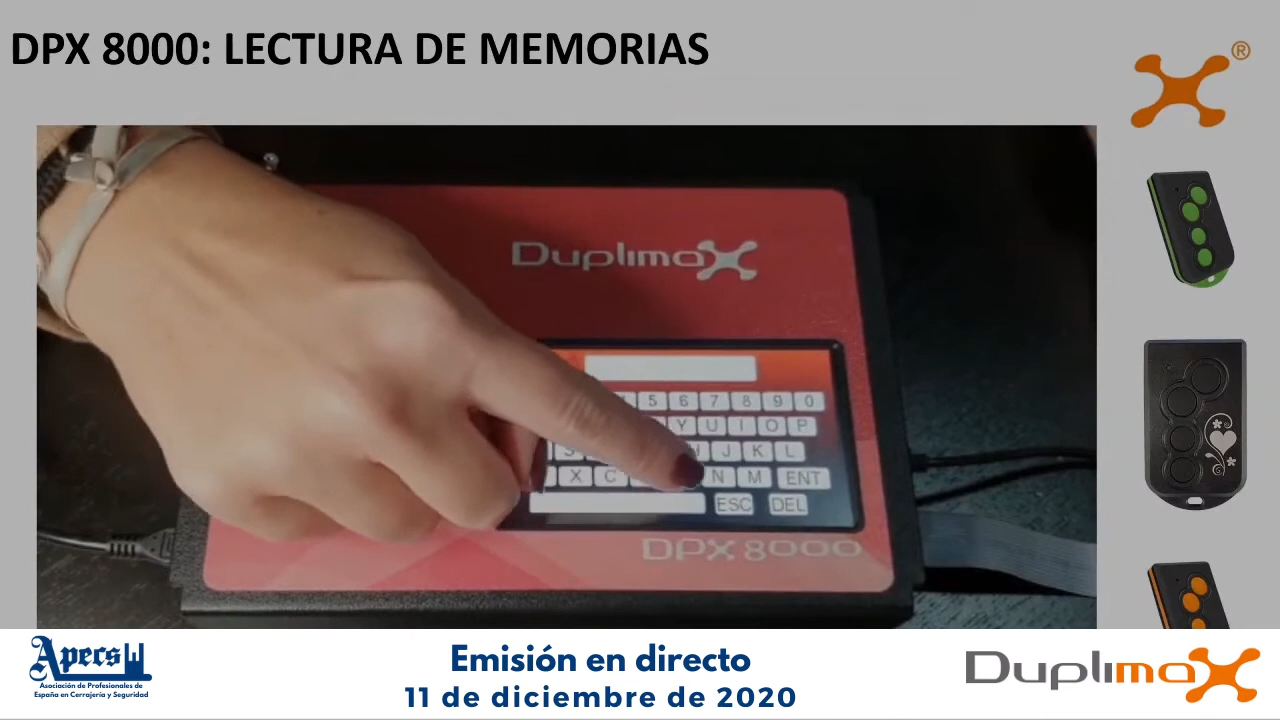 DPX 8000: LECTURA DE MEMORIAS
®
Duplimax
5 6 7 8 9 0
Y U I O P
J K L
X C N M ENT
ESC DEL
DPX 8000
Apecs
Asociación de Profesionales de
España en Cerrajería y Seguridad
Emisión en directo
11 de diciembre de 2020
Duplimax